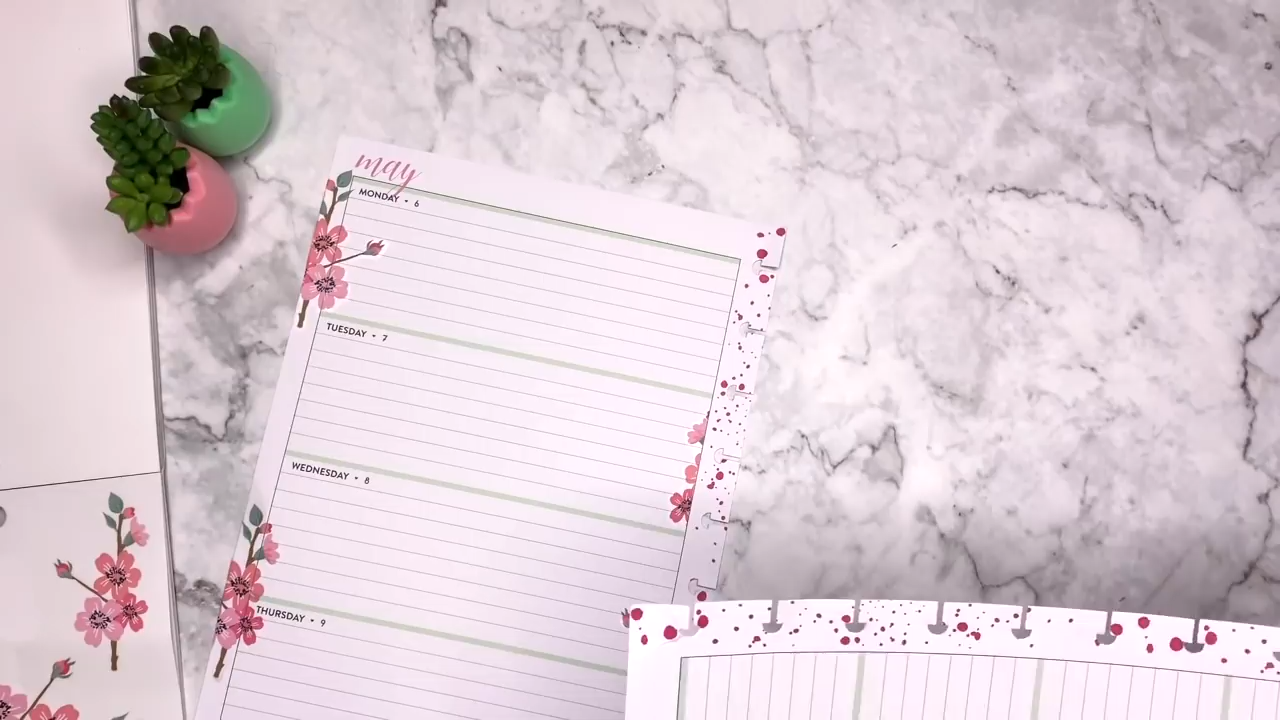 may
MONDAY • 6
TUESDAY • 7
WEDNESDAY • 8
THURSDAY • 9